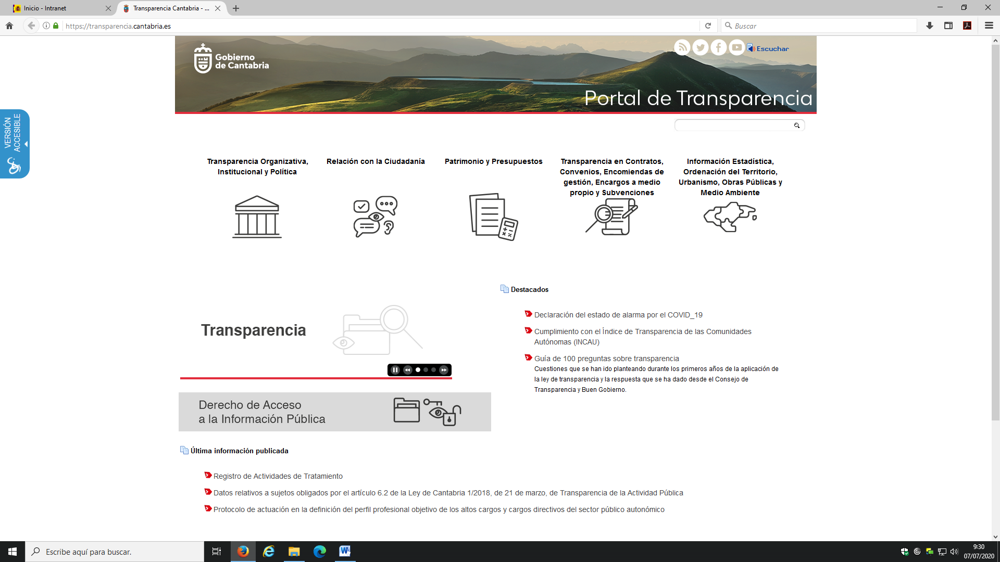 Inicio - Intranet
Transparencia Cantabria - ...
https://transparencia.cantabria.es
Buscar
Gobierno
de Cantabria
Escuchar
Portal de Transparencia
VERSIÓN
ACCESIBLE
Transparencia Organizativa,
Institucional y Política
Relación con la Ciudadanía
Patrimonio y Presupuestos
Transparencia en Contratos,
Convenios, Encomiendas de
gestión, Encargos a medio
propio y Subvenciones
Información Estadística,
Ordenación del Territorio,
Urbanismo, Obras Públicas y
Medio Ambiente
Transparencia
Derecho de Acceso
a la Información Pública
Destacados
Declaración del estado de alarma por el COVID_19
Cumplimiento con el Índice de Transparencia de las Comunidades
Autónomas (INCAU)
Guía de 100 preguntas sobre transparencia
Cuestiones que se han ido planteando durante los primeros años de la aplicación de
la ley de transparencia y la respuesta que se ha dado desde el Consejo de
Transparencia y Buen Gobierno.
Última información publicada
Registro de Actividades de Tratamiento
Datos relativos a sujetos obligados por el artículo 6.2 de la Ley de Cantabria 1/2018, de 21 de marzo, de Transparencia de la Actividad Pública
Protocolo de actuación en la definición del perfil profesional objetivo de los altos cargos y cargos directivos del sector público autonómico
Escribe aquí para buscar.
9:30
07/07/2020